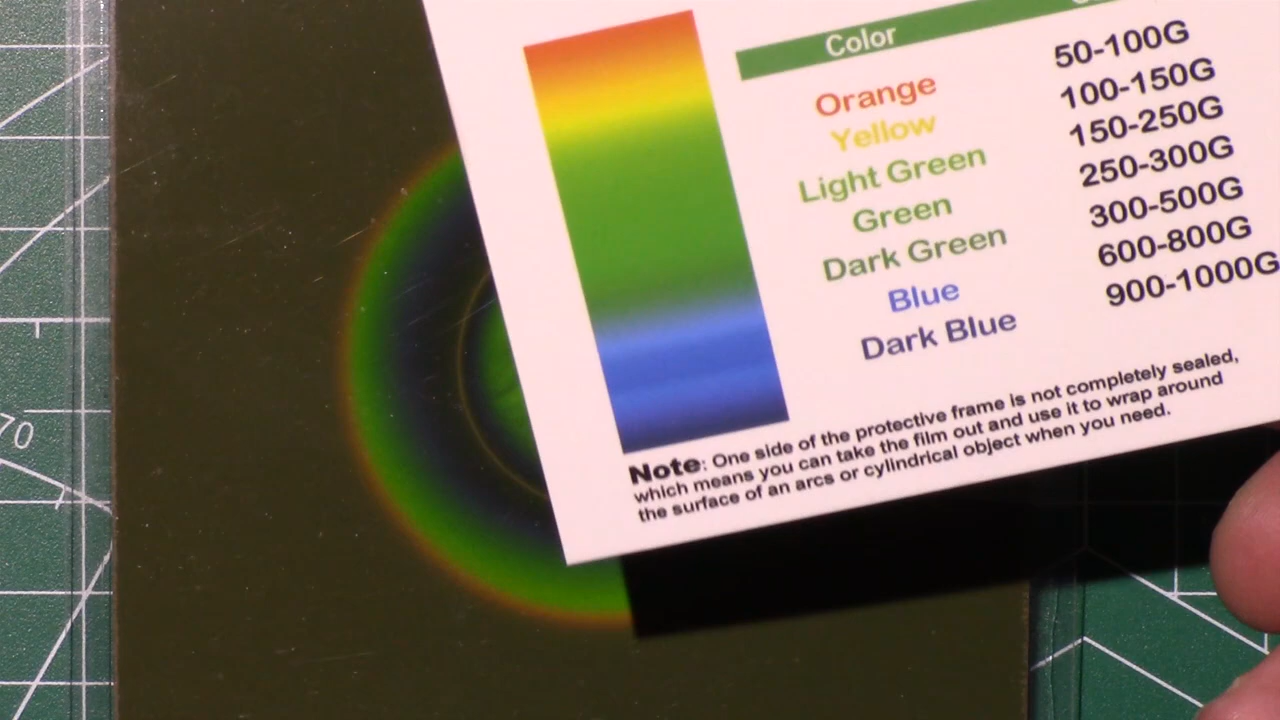 Color
Orange 50-100G
Yellow 100-150G
Light Green 150-250G
Green 250-300G
Dark Green 300-500G
Blue 600-800G
Dark Blue 900-1000G
Note: One side of the protective frame is not completely sealed,
which means you can take the film out and use it to wrap around
the surface of an arcs or cylindrical object when you need.
70